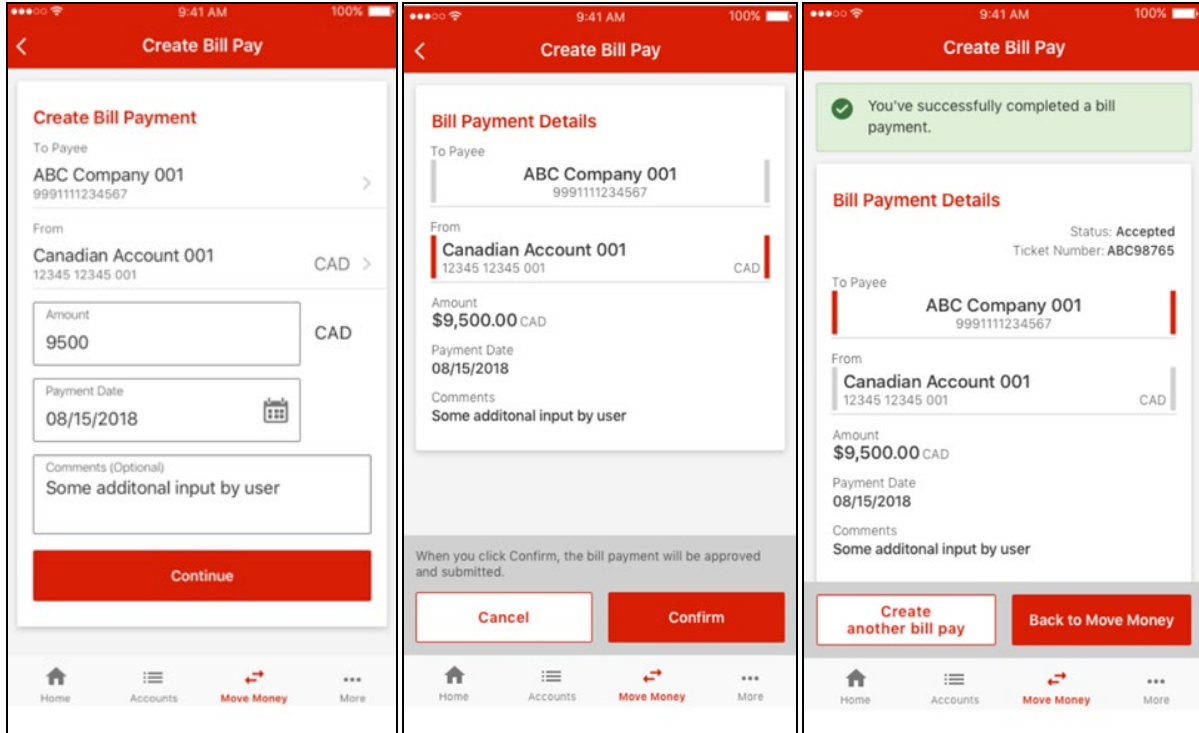 9:41 AM 100%
Create Bill Pay
Create Bill Payment
To Payee
ABC Company 001
9991111234567
From
Canadian Account 001
12345 12345 001
CAD
Amount
9500
CAD
Payment Date
08/15/2018
Comments (Optional)
Some additonal input by user
Continue
Home Accounts Move Money More
9:41 AM 100%
Create Bill Pay
Bill Payment Details
To Payee
ABC Company 001
9991111234567
From
Canadian Account 001
12345 12345 001 CAD
Amount
$9,500.00 CAD
Payment Date
08/15/2018
Comments
Some additonal input by user
When you click Confirm, the bill payment will be approved
and submitted.
Cancel Confirm
Home Accounts Move Money More
9:41 AM 100%
Create Bill Pay
You've successfully completed a bill
payment.
Bill Payment Details
Status: Accepted
Ticket Number: ABC98765
To Payee
ABC Company 001
9991111234567
From
Canadian Account 001
12345 12345 001 CAD
Amount
$9,500.00 CAD
Payment Date
08/15/2018
Comments
Some additonal input by user
Create
another bill pay
Back to Move Money
Home Accounts Move Money More